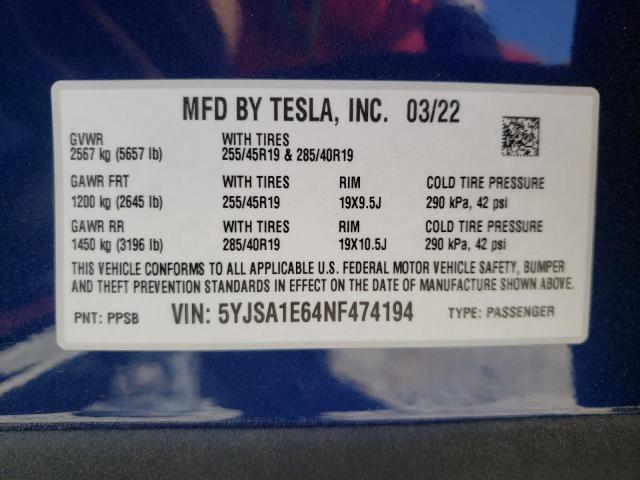 MFD BY TESLA, INC. 03/22
GVWR WITH TIRES
2567 kg (5657 lb) 255/45R19 & 285/40R19
GAWR FRT WITH TIRES RIM COLD TIRE PRESSURE
1200 kg (2645 lb) 255/45R19 19X9.5J 290 kPa, 42 psi
GAWR RR WITH TIRES RIM COLD TIRE PRESSURE
1450 kg (3196 lb) 285/40R19 19X10.5J 290 kPa, 42 psi
THIS VEHICLE CONFORMS TO ALL APPLICABLE U.S. FEDERAL MOTOR VEHICLE SAFETY, BUMPER
AND THEFT PREVENTION STANDARDS IN EFFECT ON THE DATE OF MANUFACTURE SHOWN ABOVE.
PNT: PPSB VIN: 5YJSA1E64NF474194 TYPE: PASSENGER